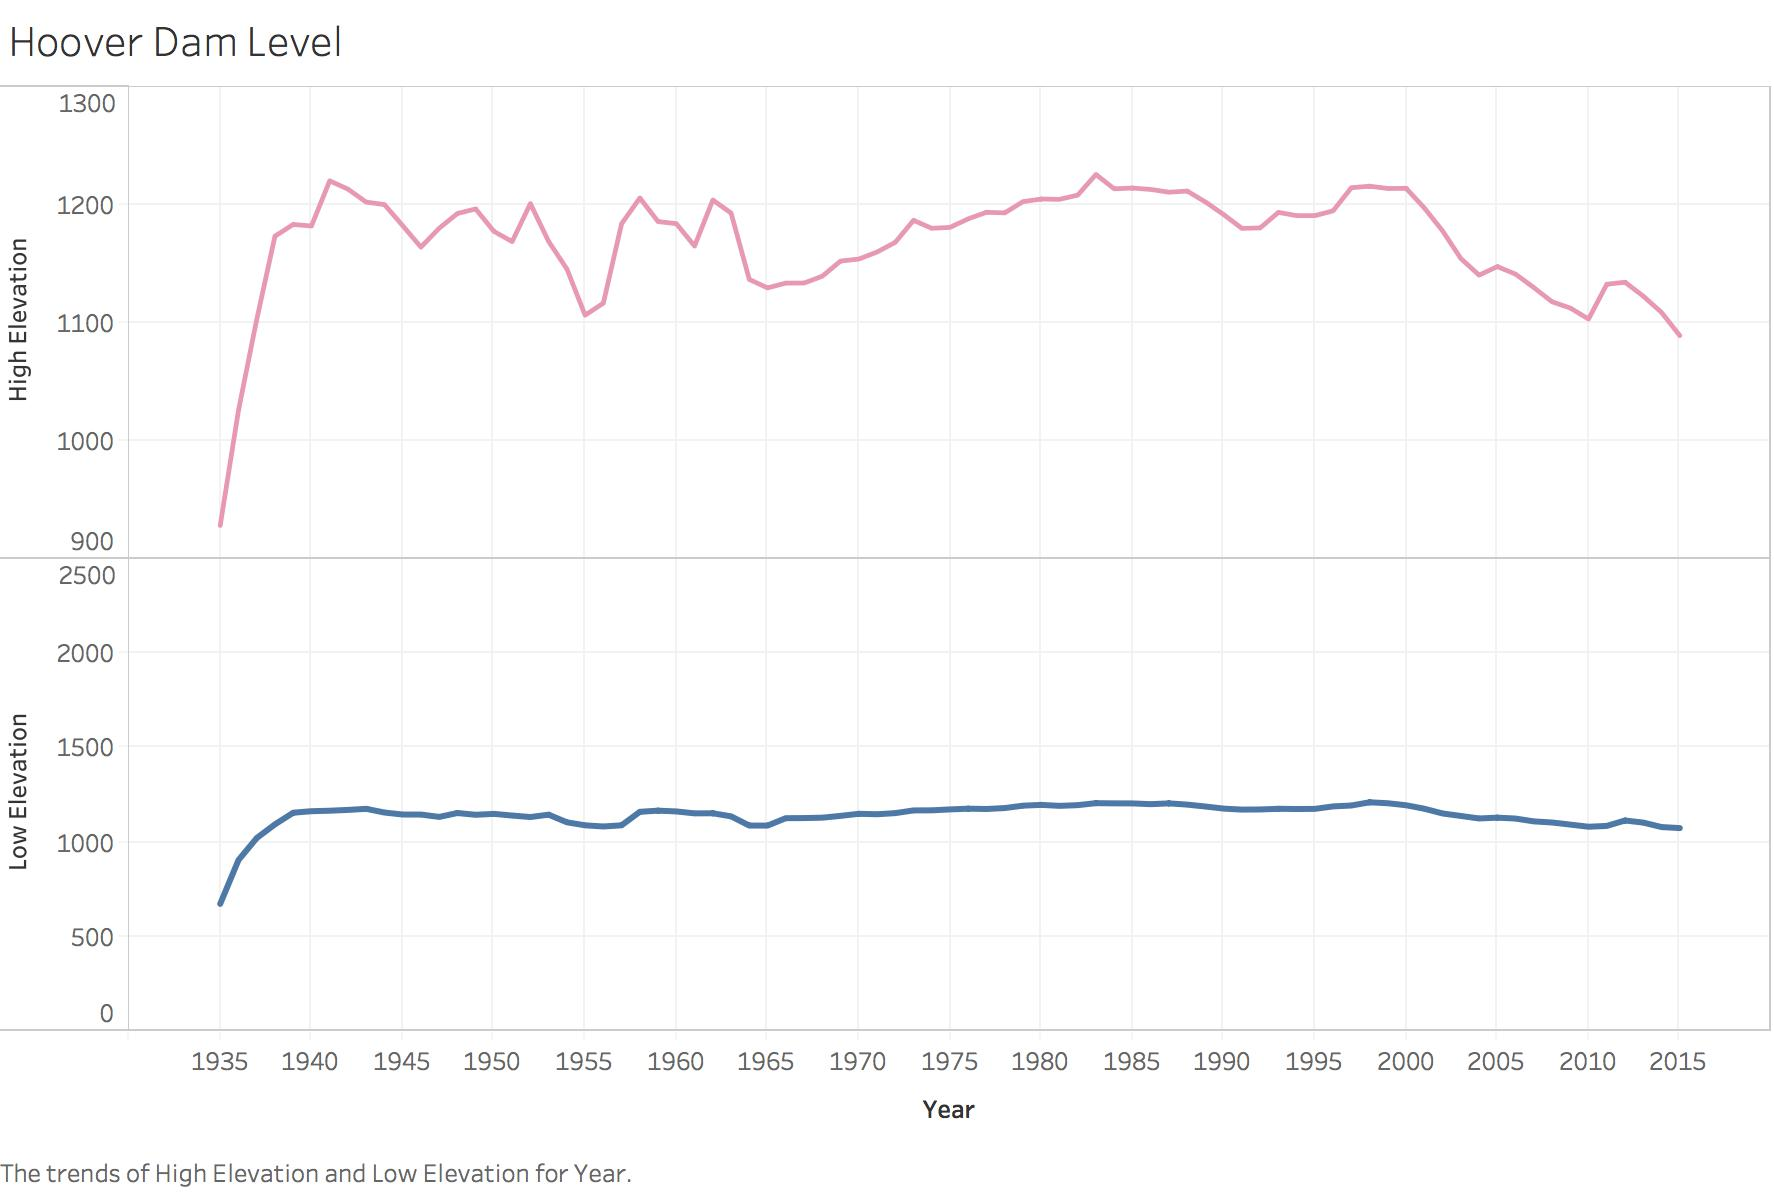 Hoover Dam Level
High Elevation
1300
1200
1100
1000
900
Low Elevation
2500
2000
1500
1000
500
0
1935 1940 1945 1950 1955 1960 1965 1970 1975 1980 1985 1990 1995 2000 2005 2010 2015
Year
The trends of High Elevation and Low Elevation for Year.